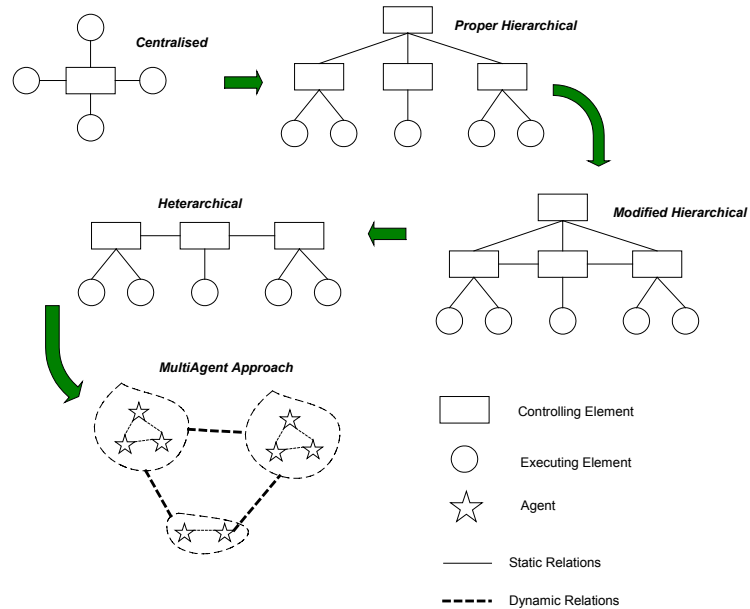 Centralised
Proper Hierarchical
Heterarchical
Modified Hierarchical
MultiAgent Approach
Controlling Element
Executing Element
Agent
Static Relations
Dynamic Relations